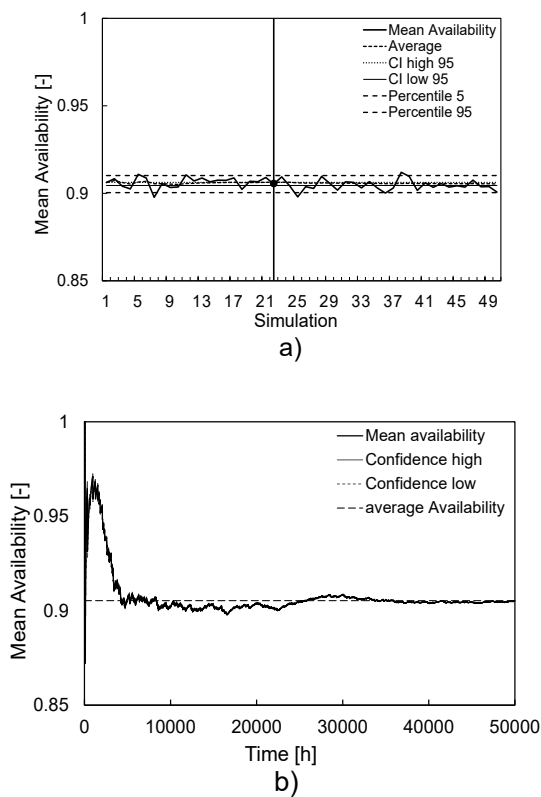 1
0.95
0.9
0.85
Mean Availability [-]
Mean Availability
Average
CI high 95
CI low 95
Percentile 5
Percentile 95
1 5 9 13 17 21 25 29 33 37 41 45 49
Simulation
a)
1
0.95
0.9
0.85
Mean Availability [-]
Mean availability
Confidence high
Confidence low
average Availability
0 10000 20000 30000 40000 50000
Time [h]
b)